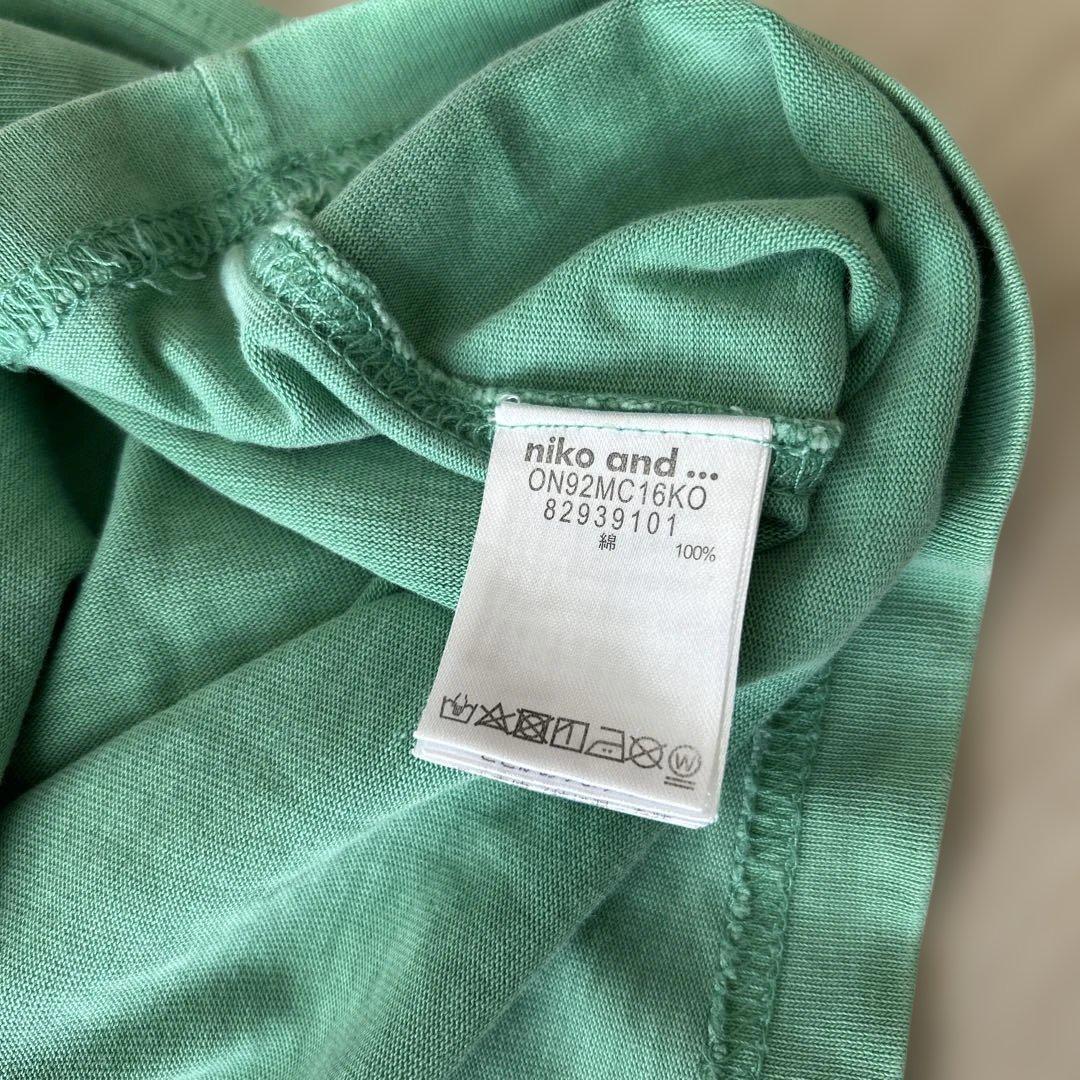 niko and ...
ON92MC16KO
82939101
綿 100%
W